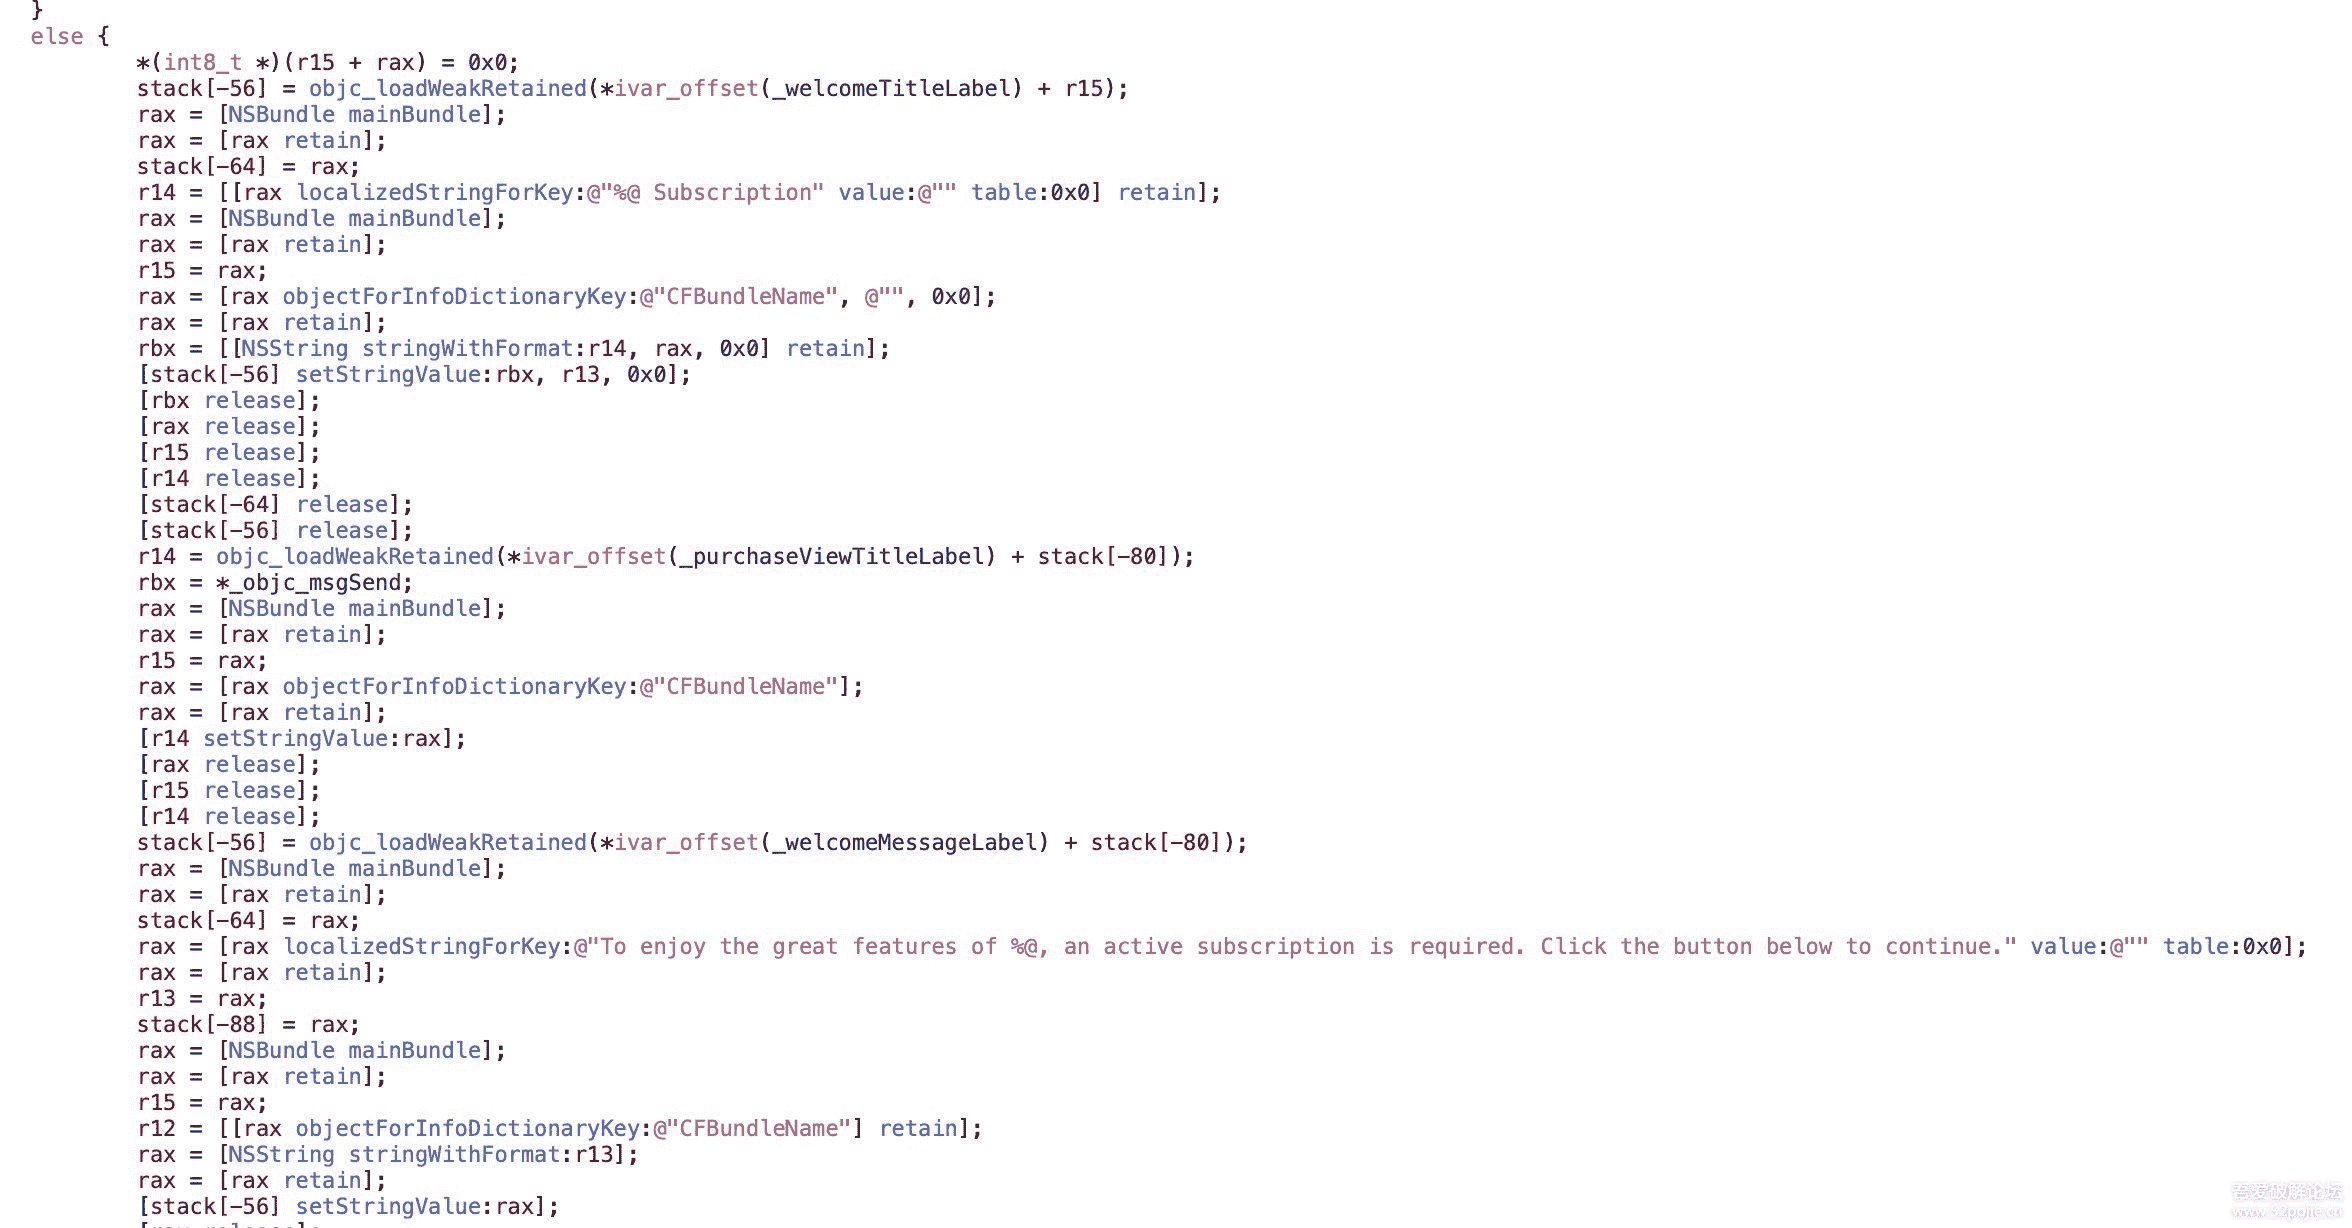 }
else {
*(int8_t *)(r15 + rax) = 0x0;
stack[-56] = objc_loadWeakRetained(*ivar_offset(_welcomeTitleLabel) + r15);
rax = [NSBundle mainBundle];
rax = [rax retain];
stack[-64] = rax;
r14 = [[rax localizedStringForKey:@"%@ Subscription" value:@"" table:0x0] retain];
rax = [NSBundle mainBundle];
rax = [rax retain];
r15 = rax;
rax = [rax objectForInfoDictionaryKey:@"CFBundleName", @"", 0x0];
rax = [rax retain];
rbx = [[NSString stringWithFormat:r14, rax, 0x0] retain];
[stack[-56] setStringValue:rbx, r13, 0x0];
[rbx release];
[rax release];
[r15 release];
[r14 release];
[stack[-64] release];
[stack[-56] release];
r14 = objc_loadWeakRetained(*ivar_offset(_purchaseViewTitleLabel) + stack[-80]);
rbx = *_objc_msgSend;
rax = [NSBundle mainBundle];
rax = [rax retain];
r15 = rax;
rax = [rax objectForInfoDictionaryKey:@"CFBundleName"];
rax = [rax retain];
[r14 setStringValue:rax];
[rax release];
[r15 release];
[r14 release];
stack[-56] = objc_loadWeakRetained(*ivar_offset(_welcomeMessageLabel) + stack[-80]);
rax = [NSBundle mainBundle];
rax = [rax retain];
stack[-64] = rax;
rax = [rax localizedStringForKey:@"To enjoy the great features of %@, an active subscription is required. Click the button below to continue." value:@"" table:0x0];
rax = [rax retain];
r13 = rax;
stack[-88] = rax;
rax = [NSBundle mainBundle];
rax = [rax retain];
r15 = rax;
r12 = [[rax objectForInfoDictionaryKey:@"CFBundleName"] retain];
rax = [NSString stringWithFormat:r13];
rax = [rax retain];
[stack[-56] setStringValue:rax];
吾爱破解论坛
www.52pojie.cn